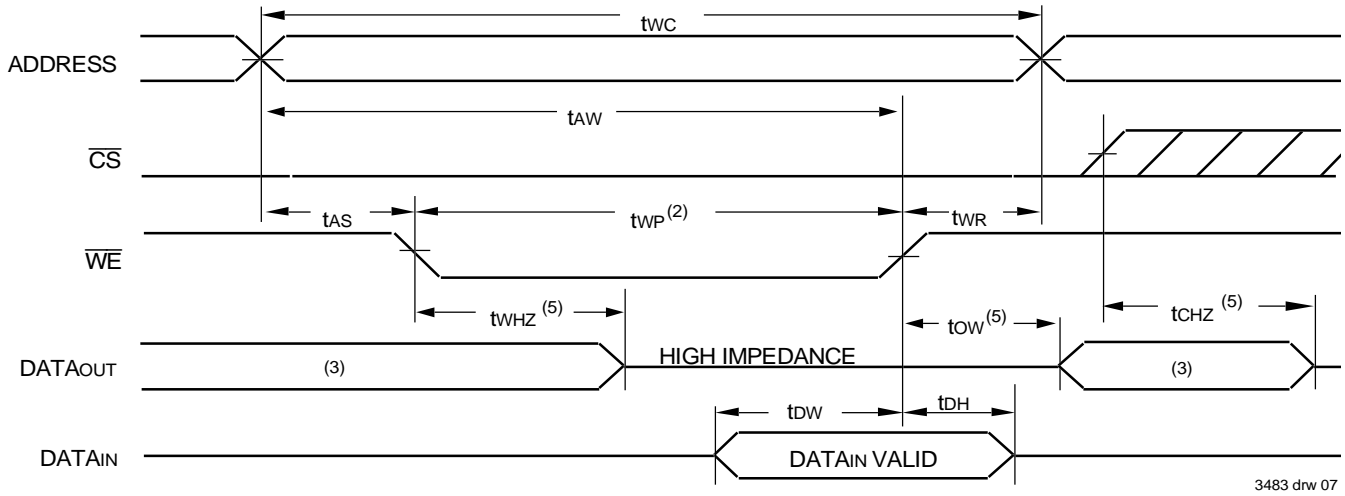 tWC
ADDRESS
tAW
CS
tAS
tWP(2)
tWR
WE
tWHZ (5)
tOW(5)
tCHZ (5)
DATAOUT
(3)
HIGH IMPEDANCE
(3)
tDW
tDH
DATAIN
DATAIN VALID
3483 drw 07